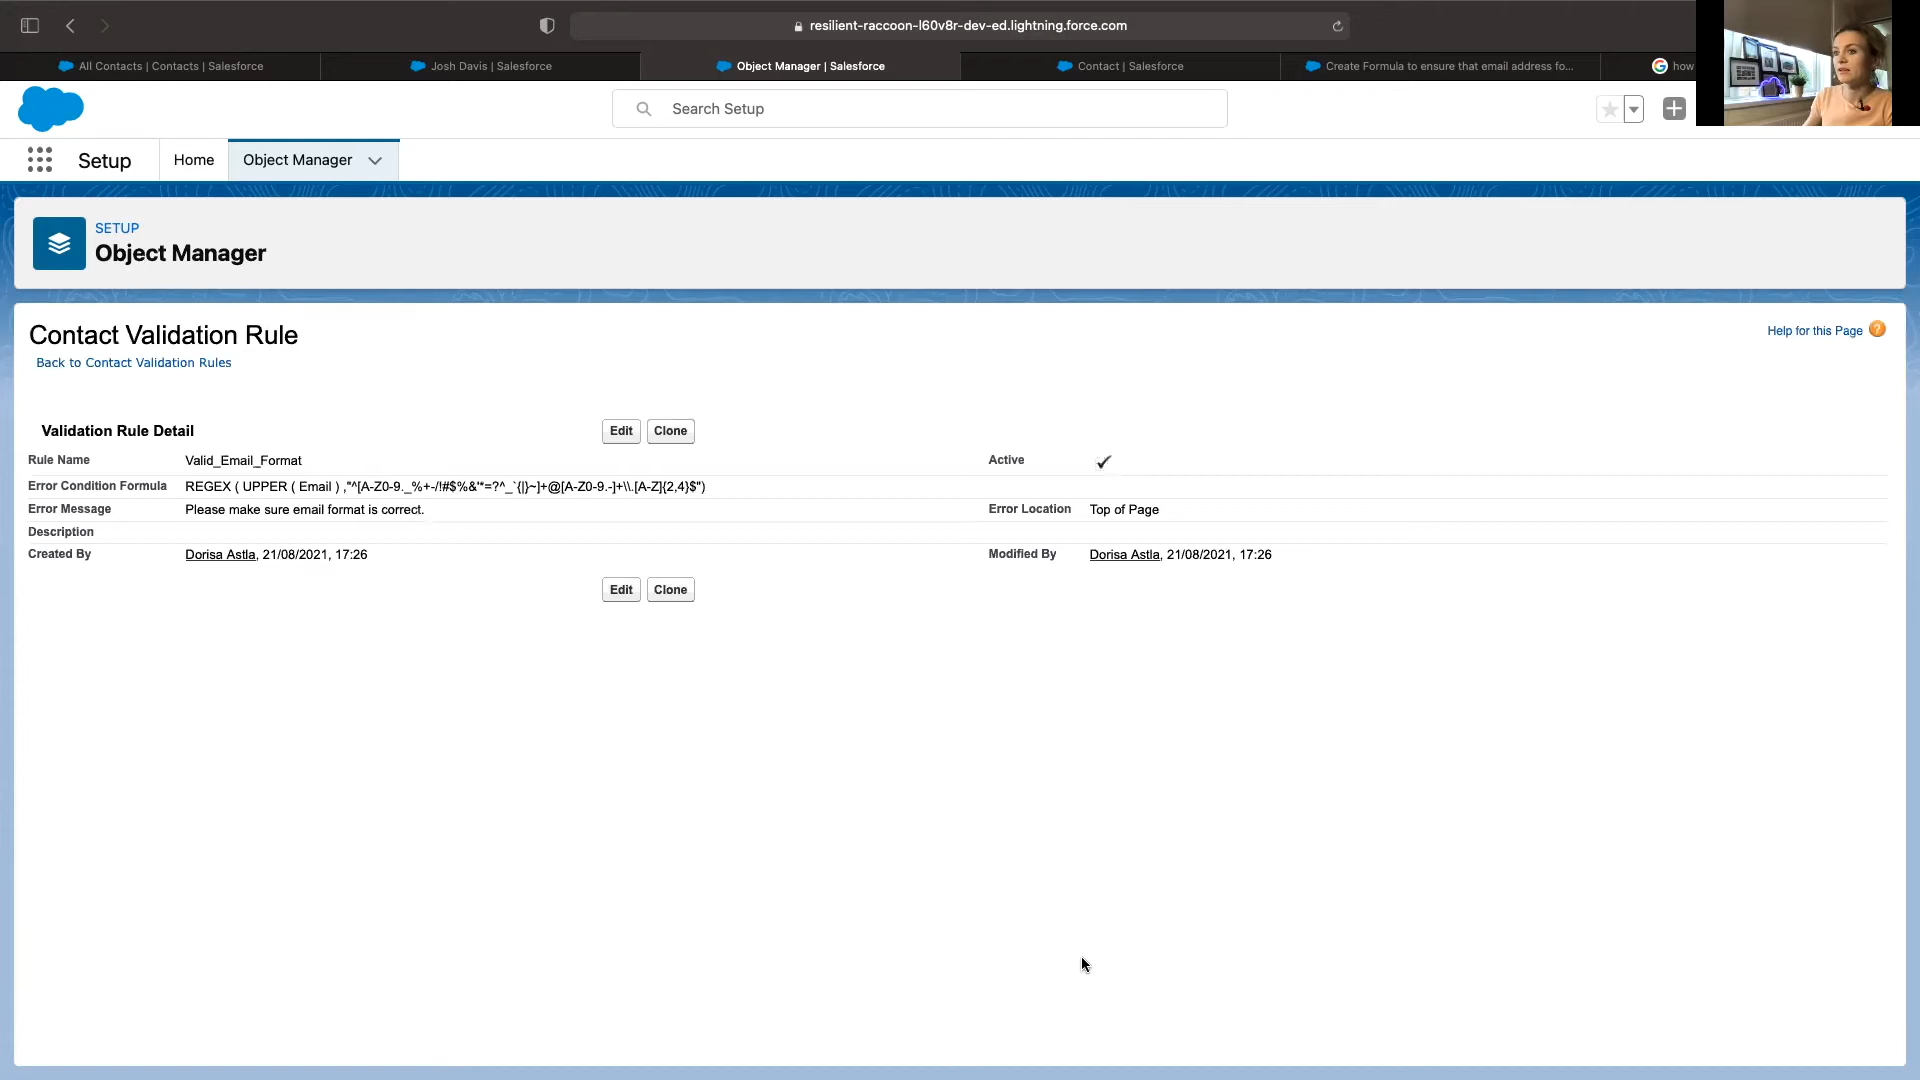 resilient-raccoon-l60v8r-dev-ed.lightning.force.com
All Contacts | Contacts | Salesforce
Josh Davis | Salesforce
Object Manager | Salesforce
Contact | Salesforce
Create Formula to ensure that email address fo...
how
Search Setup
Setup
Home
Object Manager
SETUP
Object Manager
Contact Validation Rule
Help for this Page ?
Back to Contact Validation Rules
Validation Rule Detail
Edit
Clone
Rule Name
Valid_Email_Format
Active
Error Condition Formula
REGEX ( UPPER ( Email ) ,"^[A-Z0-9._%+-/!#$%&'*=?^_`{|}~]+@[A-Z0-9.-]+\\.[A-Z]{2,4}$")
Error Message
Please make sure email format is correct.
Error Location
Top of Page
Description
Created By
Dorisa Astla, 21/08/2021, 17:26
Modified By
Dorisa Astla, 21/08/2021, 17:26
Edit
Clone